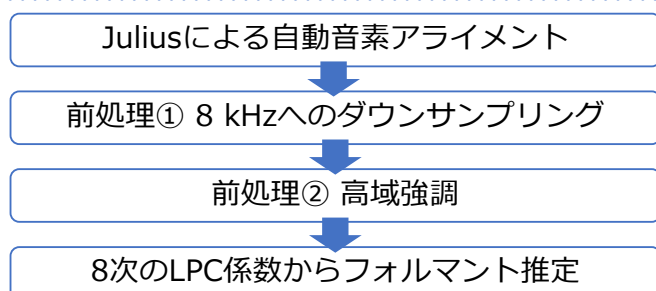 Juliusによる自動音素アライメント
前処理① 8 kHzへのダウンサンプリング
前処理② 高域強調
8次のLPC係数からフォルマント推定